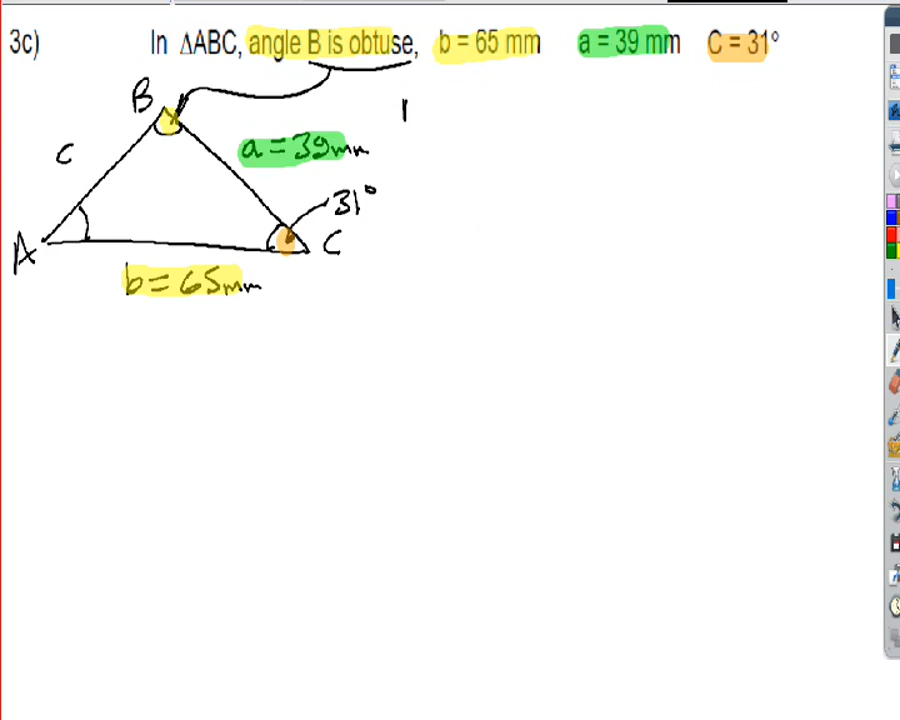 3c) In ΔABC, angle B is obtuse, b = 65 mm a = 39 mm C = 31°
B
c
a = 39mm
31°
A
C
b = 65mm